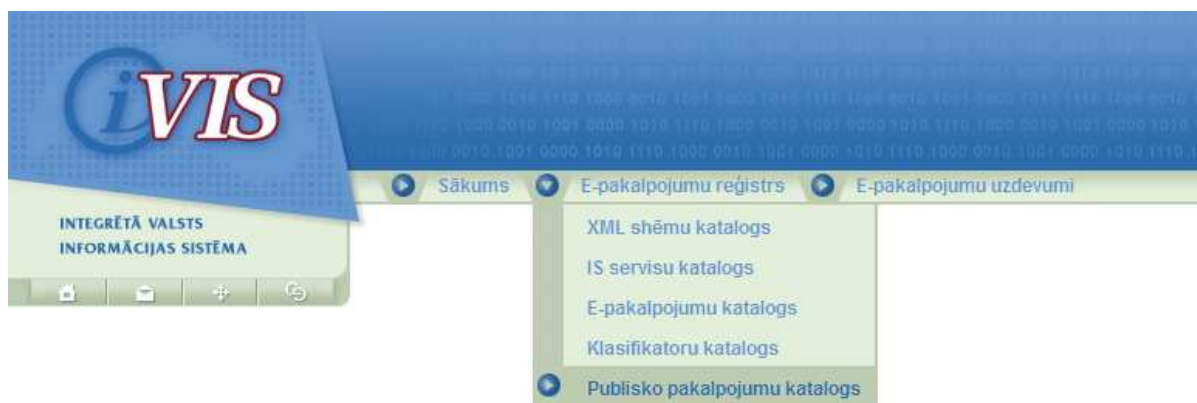 iVIS
Sākums E-pakalpojumu reģistrs E-pakalpojumu uzdevumi
INTEGRĒTĀ VALSTS
INFORMĀCIJAS SISTĒMA
XML shēmu katalogs
IS servisu katalogs
E-pakalpojumu katalogs
Klasifikatoru katalogs
Publisko pakalpojumu katalogs